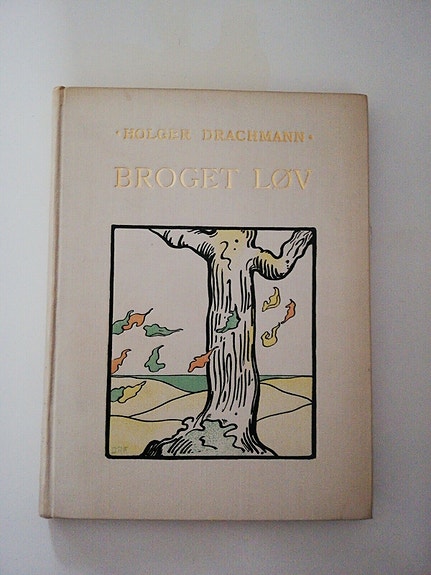 · HOLGER DRACHMANN ·
BROGET LØV